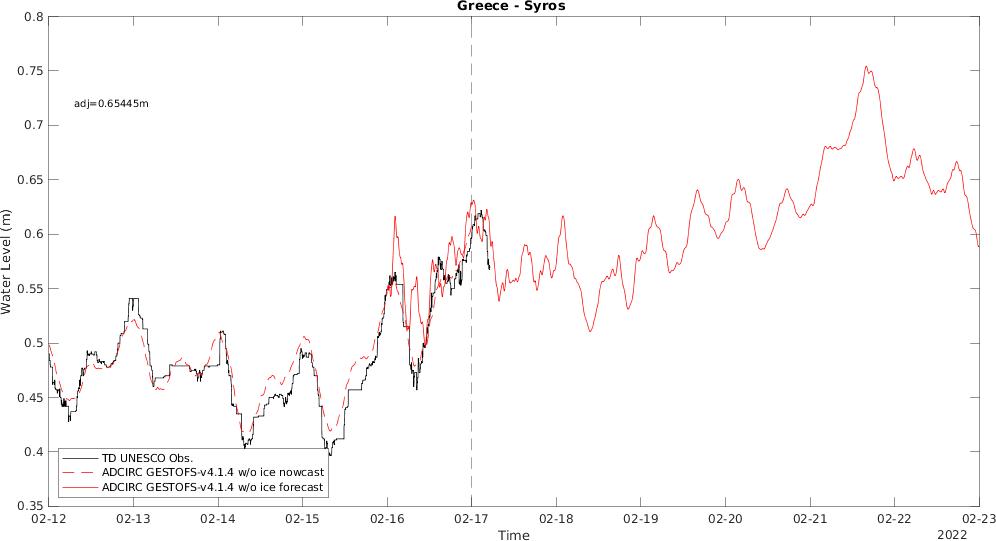 Greece - Syros
0.8
0.75
0.7
0.65
0.6
0.55
0.5
0.45
0.4
0.35
Water Level (m)
adj=0.65445m
TD UNESCO Obs.
ADCIRC GESTOFS-v4.1.4 w/o ice nowcast
ADCIRC GESTOFS-v4.1.4 w/o ice forecast
02-12 02-13 02-14 02-15 02-16 02-17 02-18 02-19 02-20 02-21 02-22 02-23
Time
2022